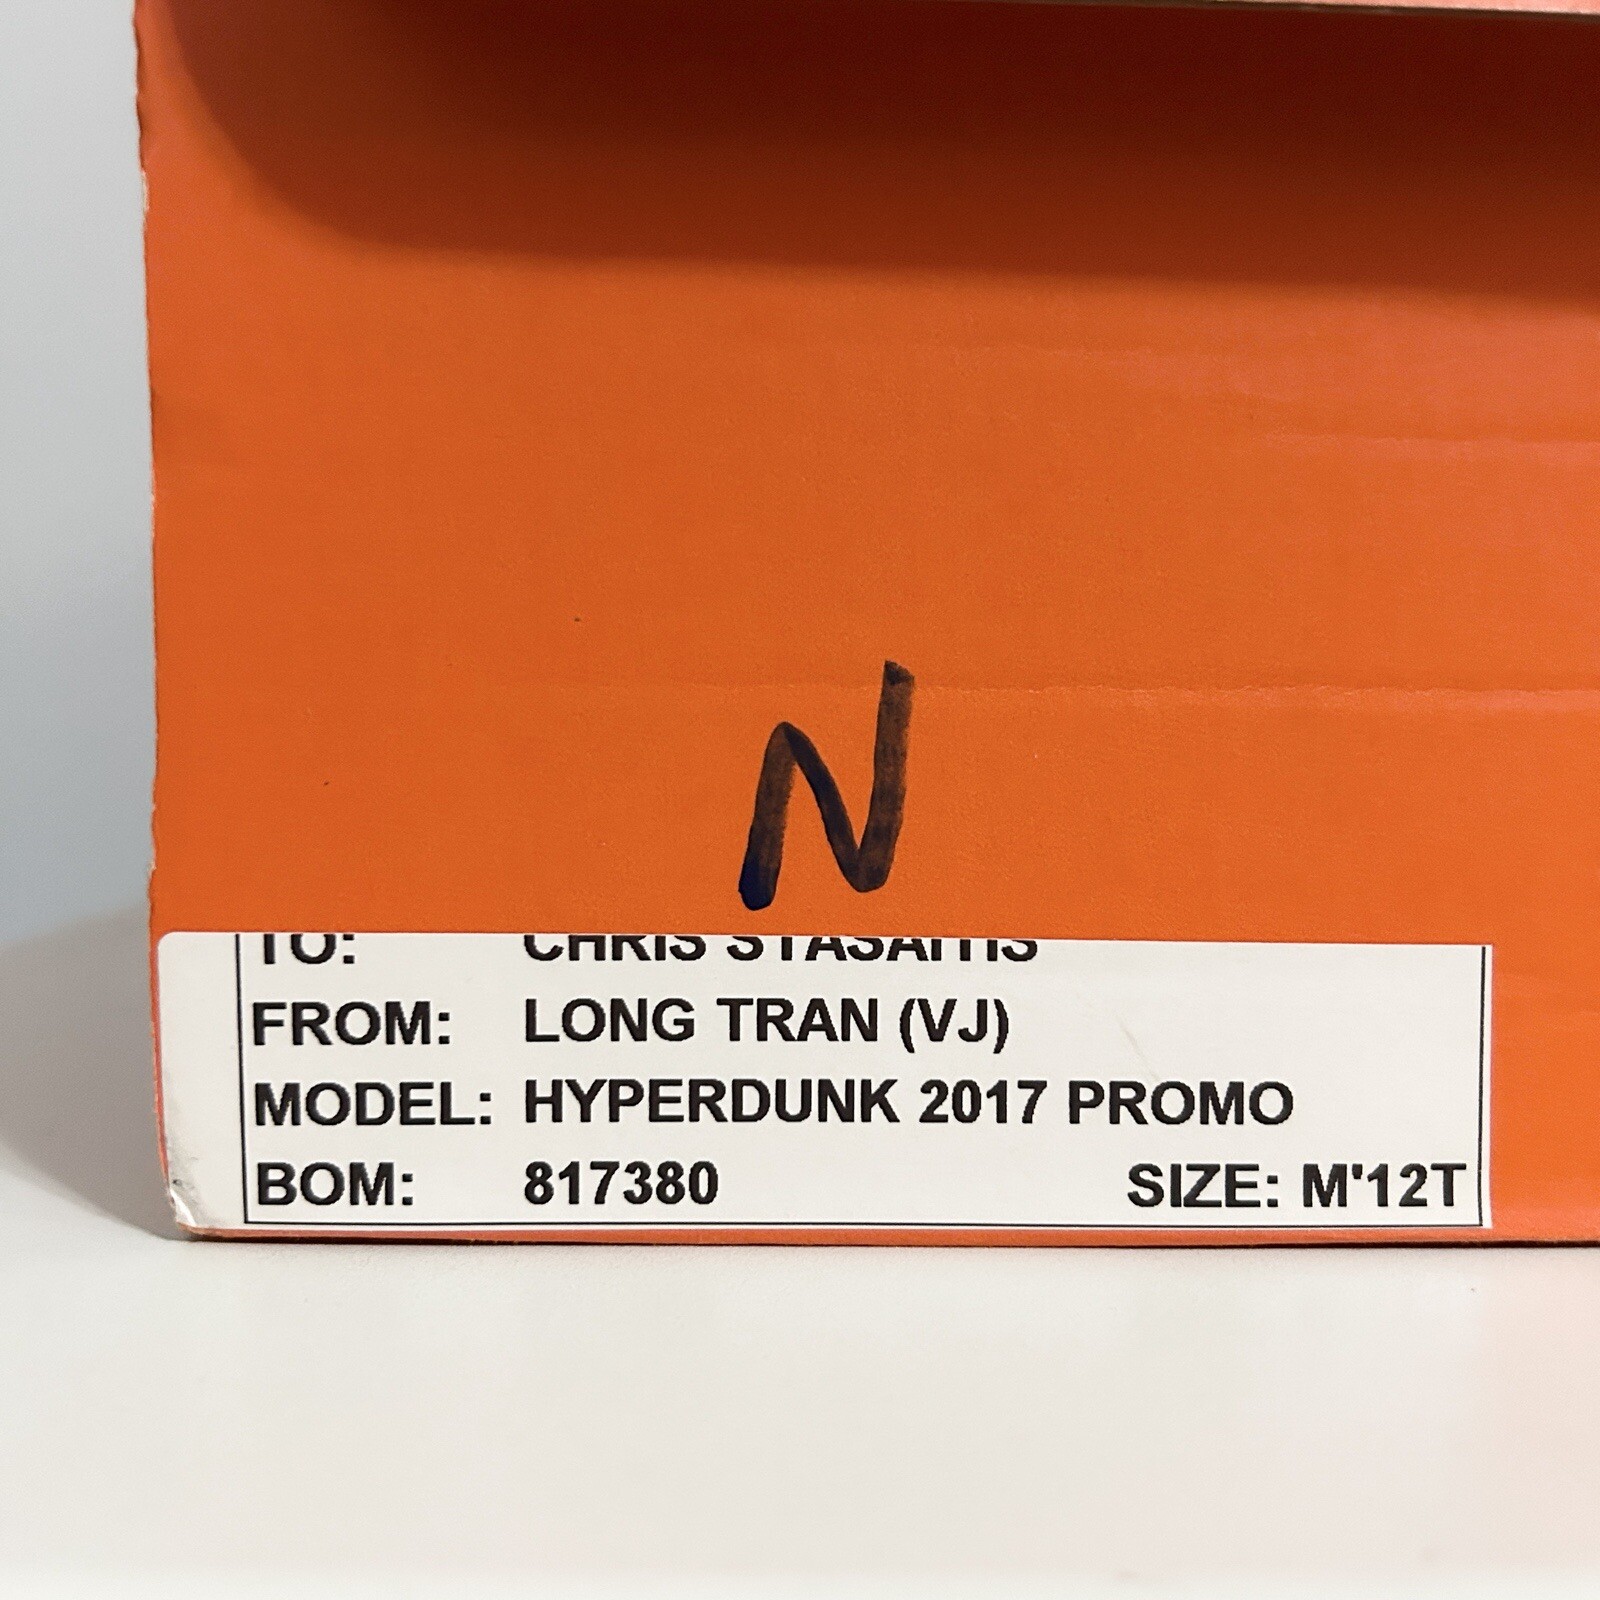 N
TO: CHRIS STASAITIS
FROM: LONG TRAN (VJ)
MODEL: HYPERDUNK 2017 PROMO
BOM: 817380 SIZE: M'12T